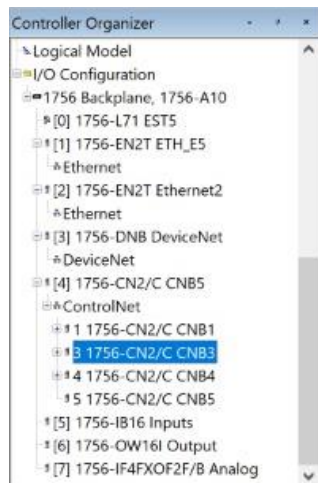 Controller Organizer
Logical Model
I/O Configuration
1756 Backplane, 1756-A10
[0] 1756-L71 EST5
[1] 1756-EN2T ETH_E5
Ethernet
[2] 1756-EN2T Ethernet2
Ethernet
[3] 1756-DNB DeviceNet
DeviceNet
[4] 1756-CN2/C CNB5
ControlNet
1 1756-CN2/C CNB1
3 1756-CN2/C CNB3
4 1756-CN2/C CNB4
5 1756-CN2/C CNB5
[5] 1756-IB16 Inputs
[6] 1756-OW16I Output
[7] 1756-IF4FXOF2F/B Analog